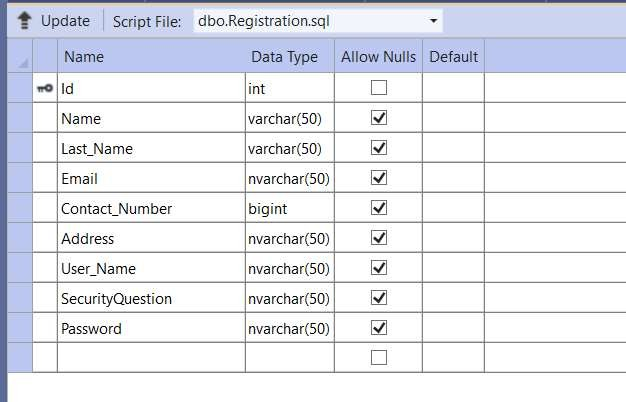 Update Script File: dbo.Registration.sql
Name Data Type Allow Nulls Default
Id int
Name varchar(50)
Last_Name varchar(50)
Email nvarchar(50)
Contact_Number bigint
Address nvarchar(50)
User_Name nvarchar(50)
SecurityQuestion nvarchar(50)
Password nvarchar(50)